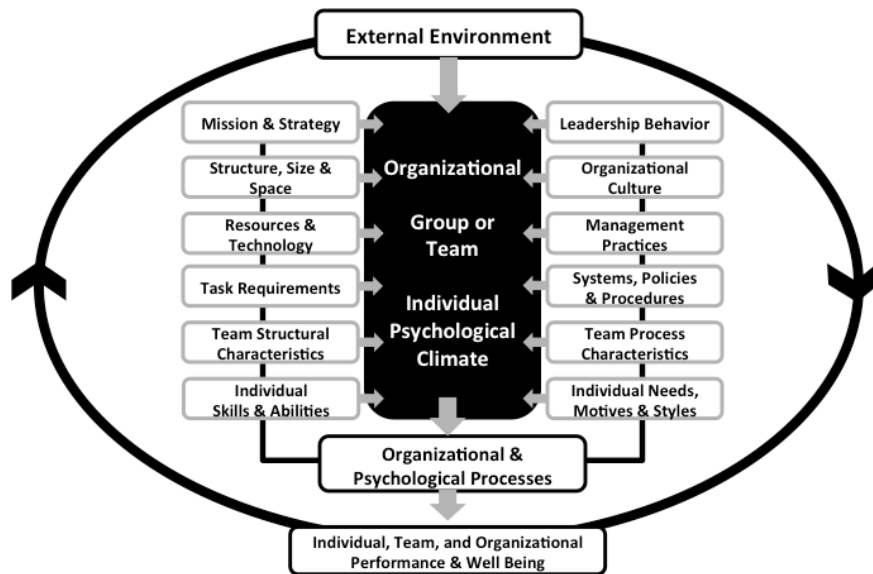 External Environment
Mission & Strategy
Structure, Size &
Space
Resources &
Technology
Task Requirements
Team Structural
Characteristics
Individual
Skills & Abilities
Organizational
Group or
Team
Individual
Psychological
Climate
Leadership Behavior
Organizational
Culture
Management
Practices
Systems, Policies
& Procedures
Team Process
Characteristics
Individual Needs,
Motives & Styles
Organizational &
Psychological Processes
Individual, Team, and Organizational
Performance & Well Being